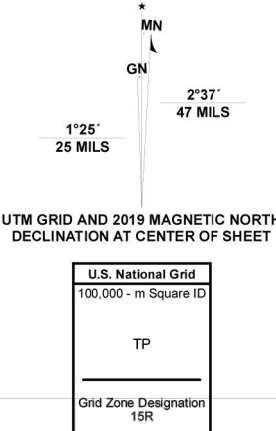 ★
MN
GN
2°37´
47 MILS
1°25´
25 MILS
UTM GRID AND 2019 MAGNETIC NORTH
DECLINATION AT CENTER OF SHEET
U.S. National Grid
100,000 - m Square ID
TP
Grid Zone Designation
15R